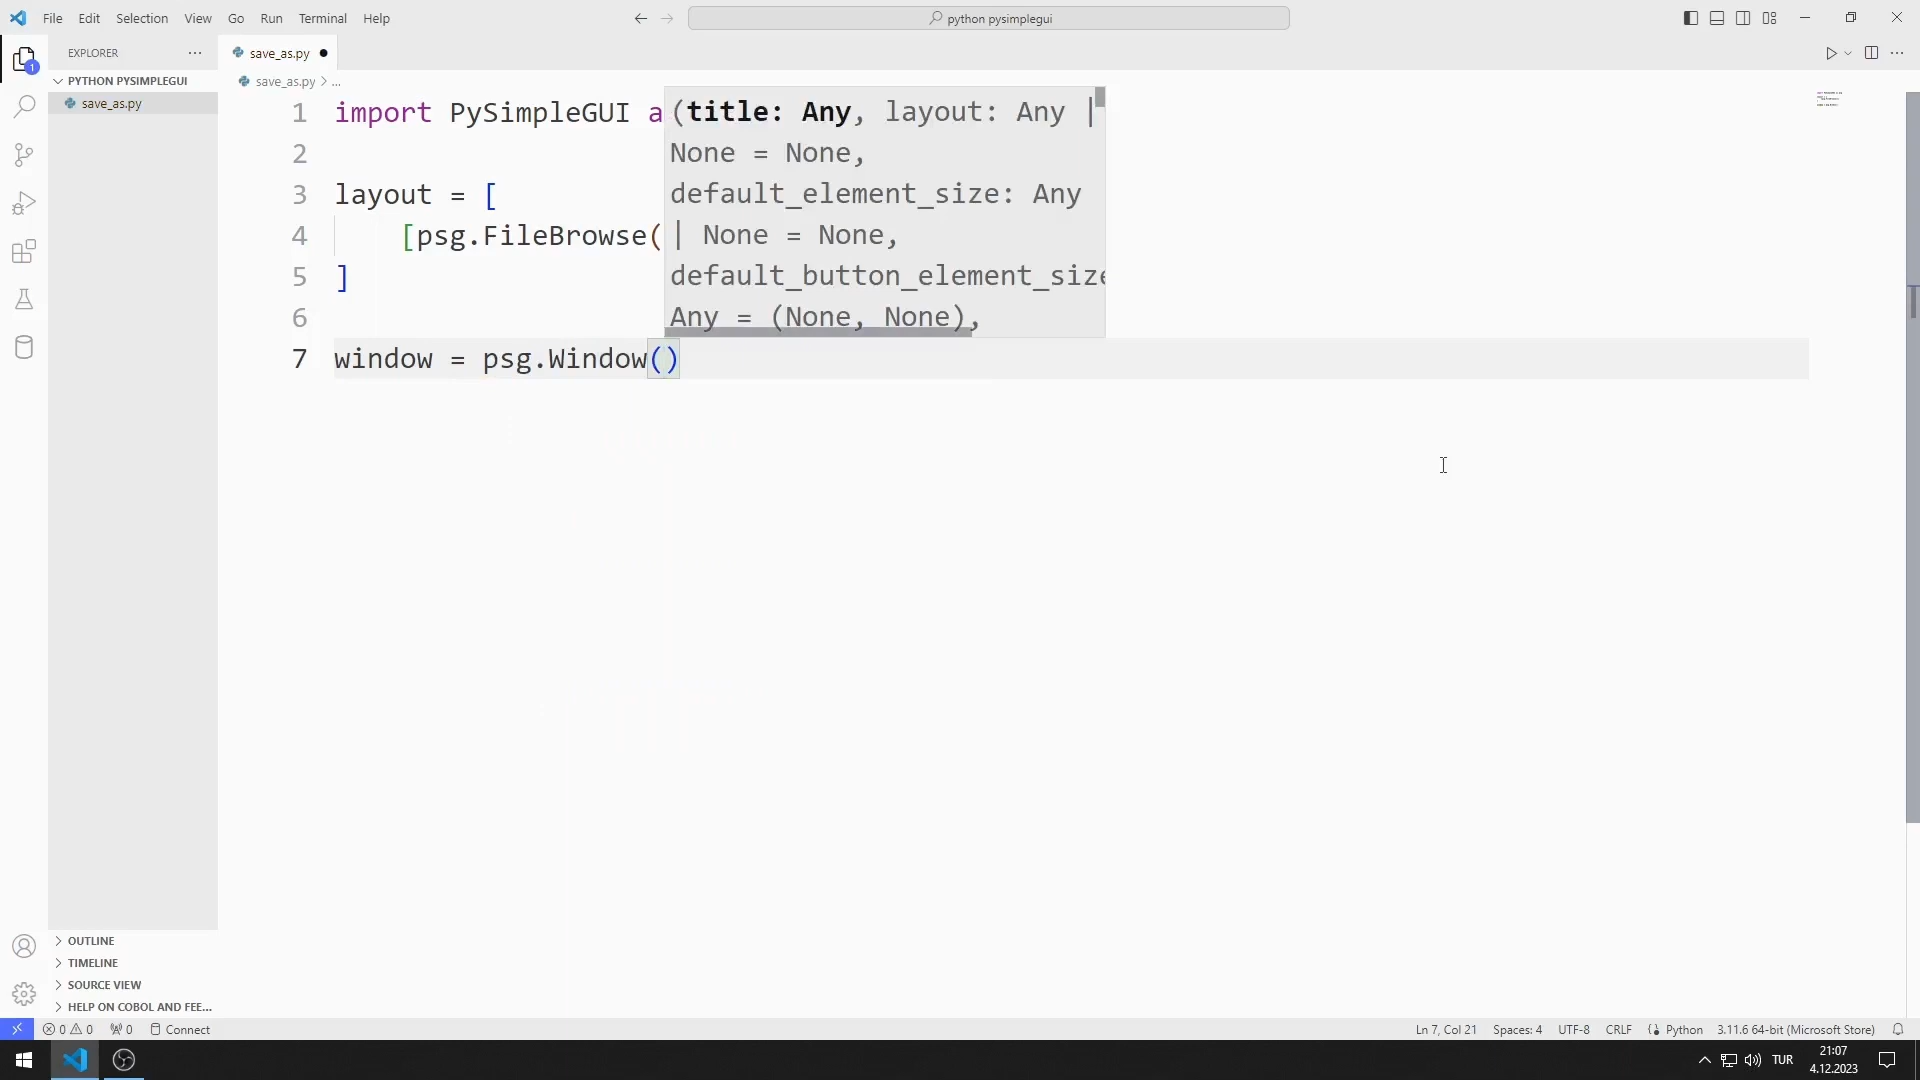 File Edit Selection View Go Run Terminal Help
python pysimplegui
EXPLORER
PYTHON PYSIMPLEGUI
save_as.py
save_as.py
save_as.py > ...
1 import PySimpleGUI a
2
3 layout = [
4 [psg.FileBrowse(
5 ]
6
7 window = psg.Window()
(title: Any, layout: Any |
None = None,
default_element_size: Any
| None = None,
default_button_element_size
Any = (None, None),
1
OUTLINE
TIMELINE
SOURCE VIEW
HELP ON COBOL AND FEE...
0 0 0 Connect
Ln 7, Col 21 Spaces: 4 UTF-8 CRLF Python 3.11.6 64-bit (Microsoft Store)
TUR
21:07
4.12.2023